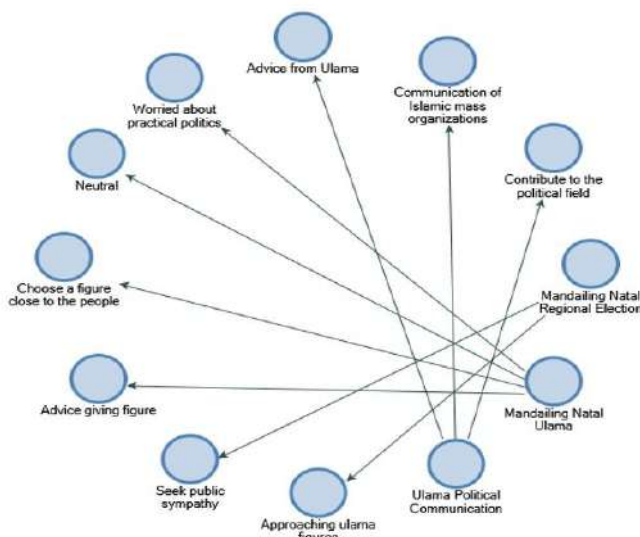 Advice from Ulama
Communication of
Islamic mass
organizations
Worried about
practical politics
Contribute to the
political field
Neutral
Choose a figure
close to the people
Mandailing Natal
Regional Election
Advice giving figure
Mandailing Natal
Ulama
Seek public
sympathy
Ulama Political
Communication
Approaching ulama
figures